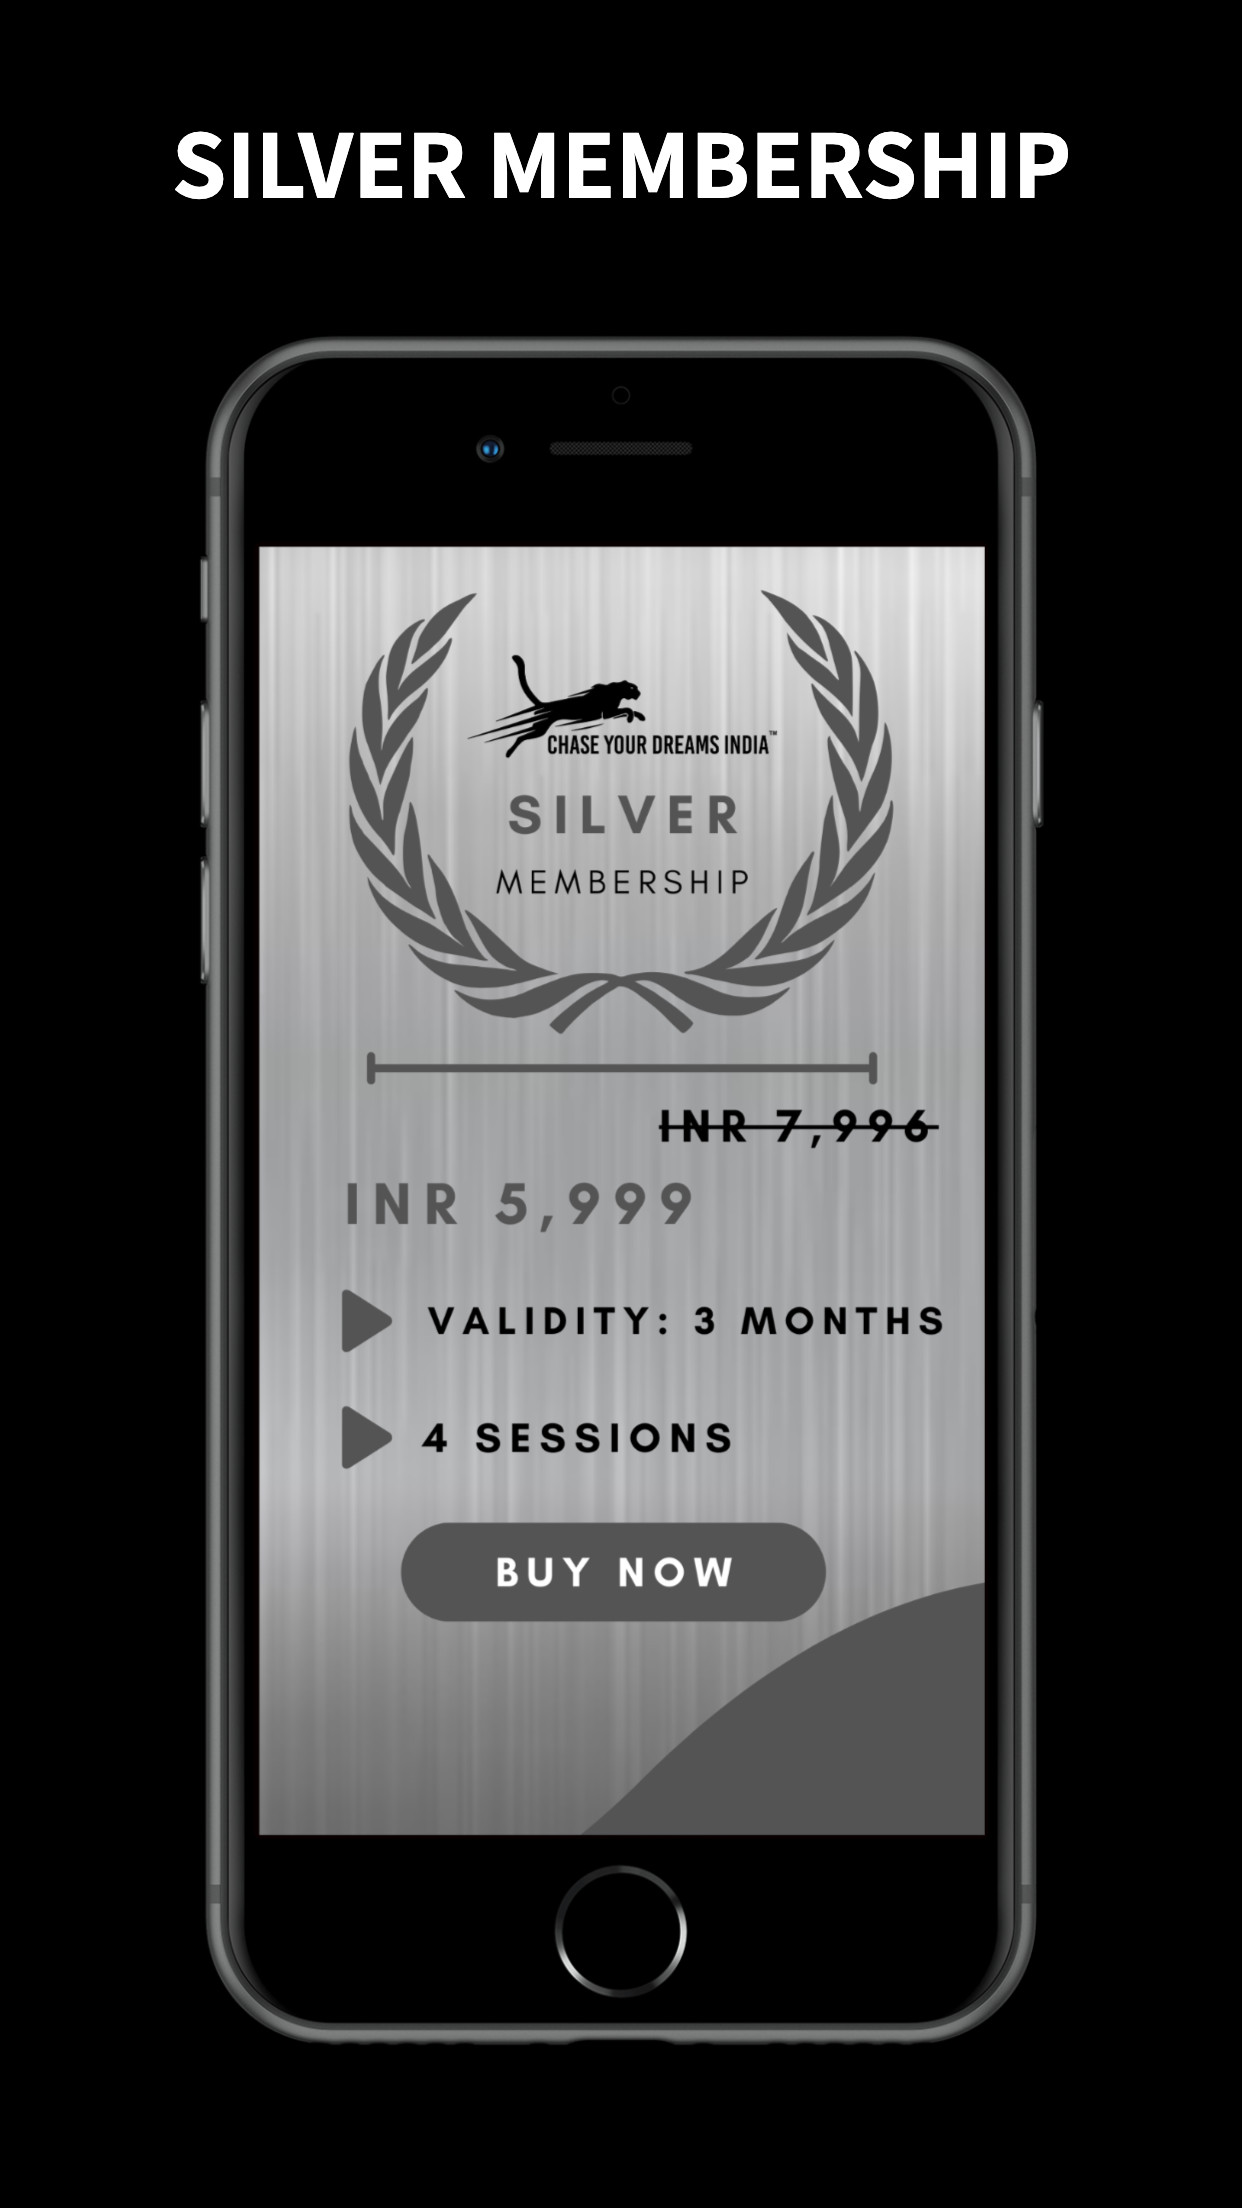 SILVER MEMBERSHIP
CHASE YOUR DREAMS INDIA™
SILVER
MEMBERSHIP
INR 7,996
INR 5,999
VALIDITY: 3 MONTHS
4 SESSIONS
BUY NOW